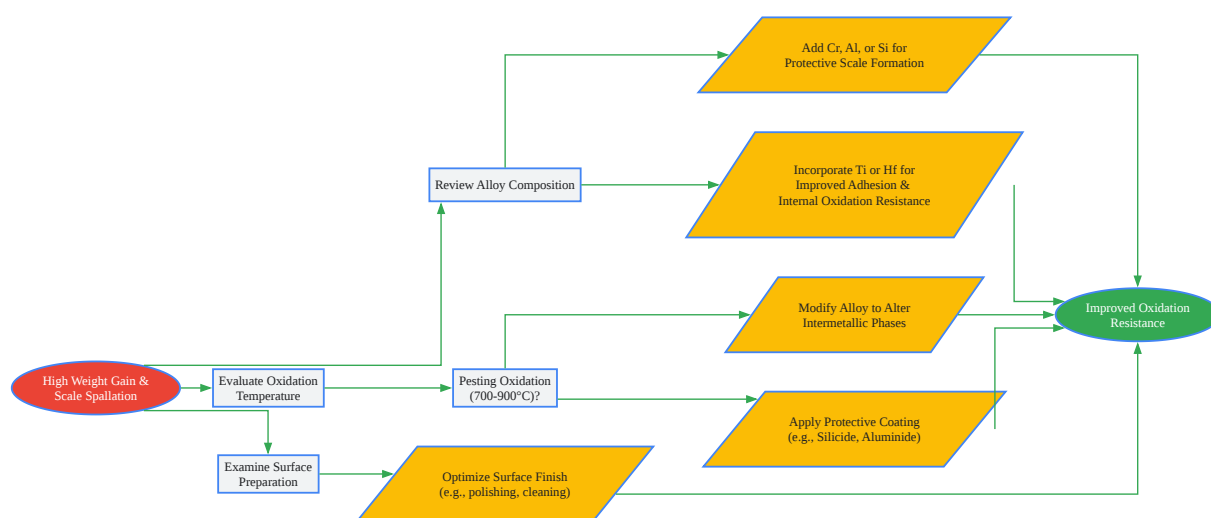 Add Cr, Al, or Si for
Protective Scale Formation
Incorporate Ti or Hf for
Improved Adhesion &
Internal Oxidation Resistance
Review Alloy Composition
Modify Alloy to Alter
Intermetallic Phases
Improved Oxidation
Resistance
High Weight Gain &
Scale Spallation
Evaluate Oxidation
Temperature
Pesting Oxidation
(700-900°C)?
Apply Protective Coating
(e.g., Silicide, Aluminide)
Examine Surface
Preparation
Optimize Surface Finish
(e.g., polishing, cleaning)